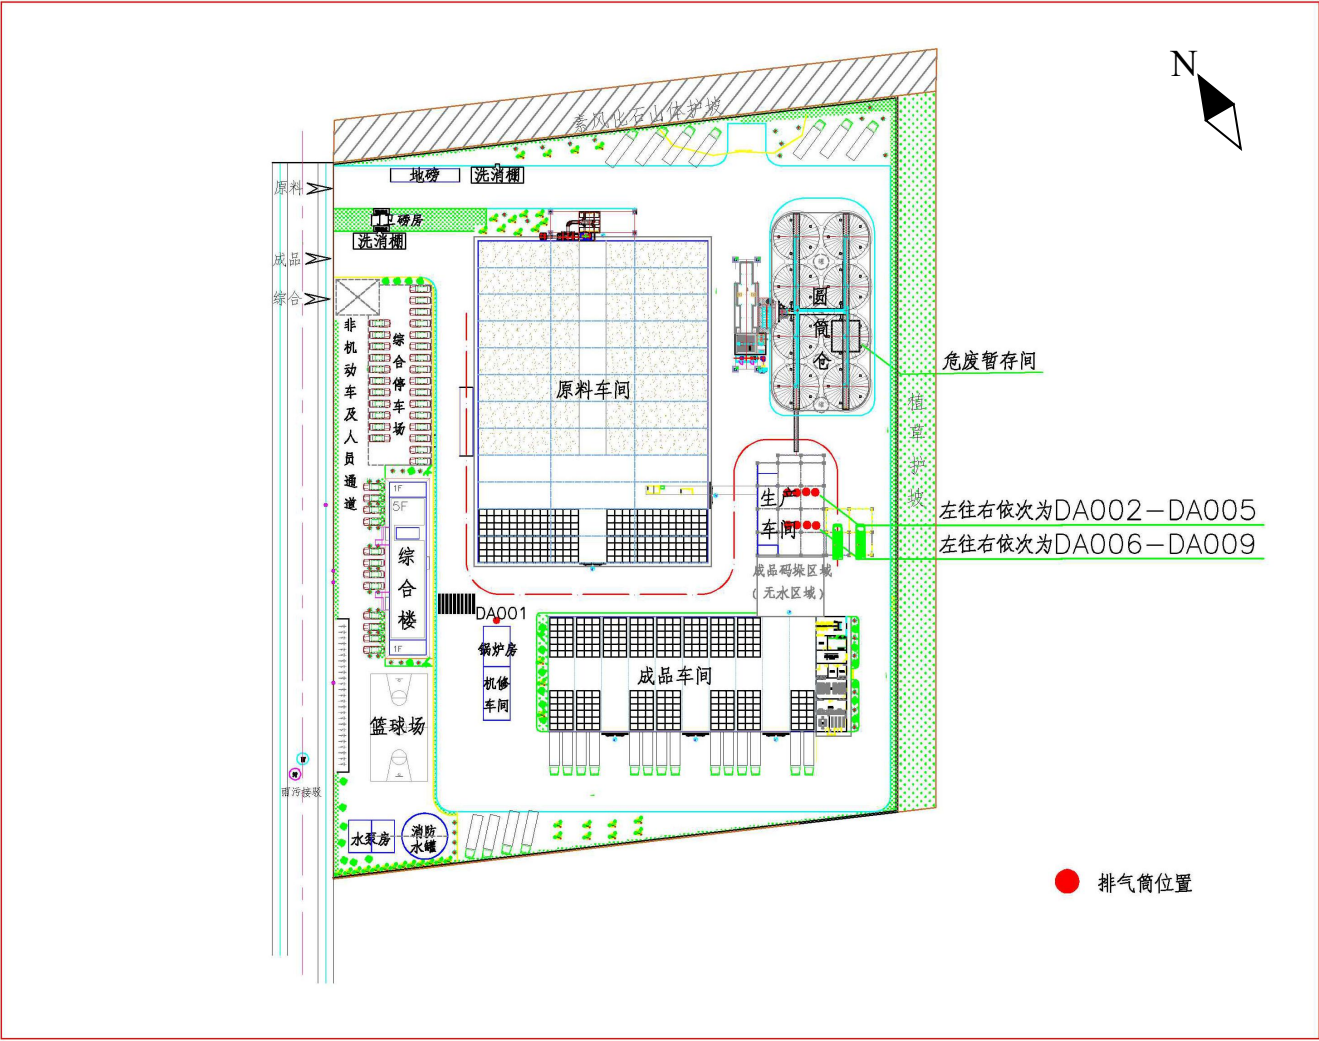 N
素风化石山体护坡
地磅
洗消棚
原料
磅房
洗消棚
成品
综合
圆筒仓
非机动车及人员通道
综合停车场
原料车间
危废暂存间
植草护坡
1F
5F
生产
车间
左往右依次为DA002-DA005
左往右依次为DA006-DA009
综合楼
成品码垛区域
(无水区域)
DA001
1F
锅炉房
成品车间
机修
车间
篮球场
雨污接驳
水泵房
消防
水罐
排气筒位置